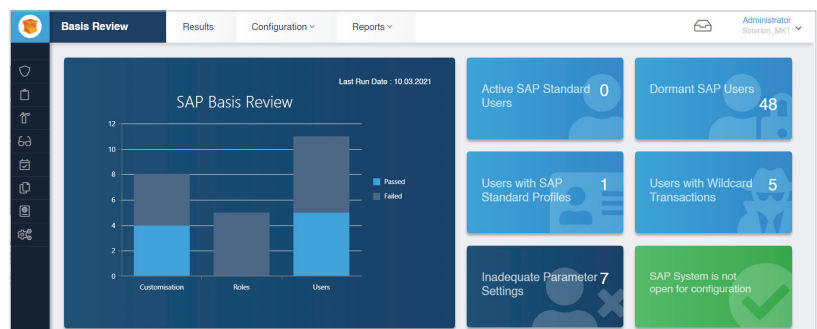 Basis Review
Results
Configuration
Reports
Administrator
Soterion_MKT
Last Run Date : 10.03.2021
SAP Basis Review
12
10
8
6
4
2
0
Customisation
Roles
Users
Passed
Failed
Active SAP Standard 0
Users
Dormant SAP Users
48
Users with SAP 1
Standard Profiles
Users with Wildcard 5
Transactions
Inadequate Parameter 7
Settings
SAP System is not
open for configuration